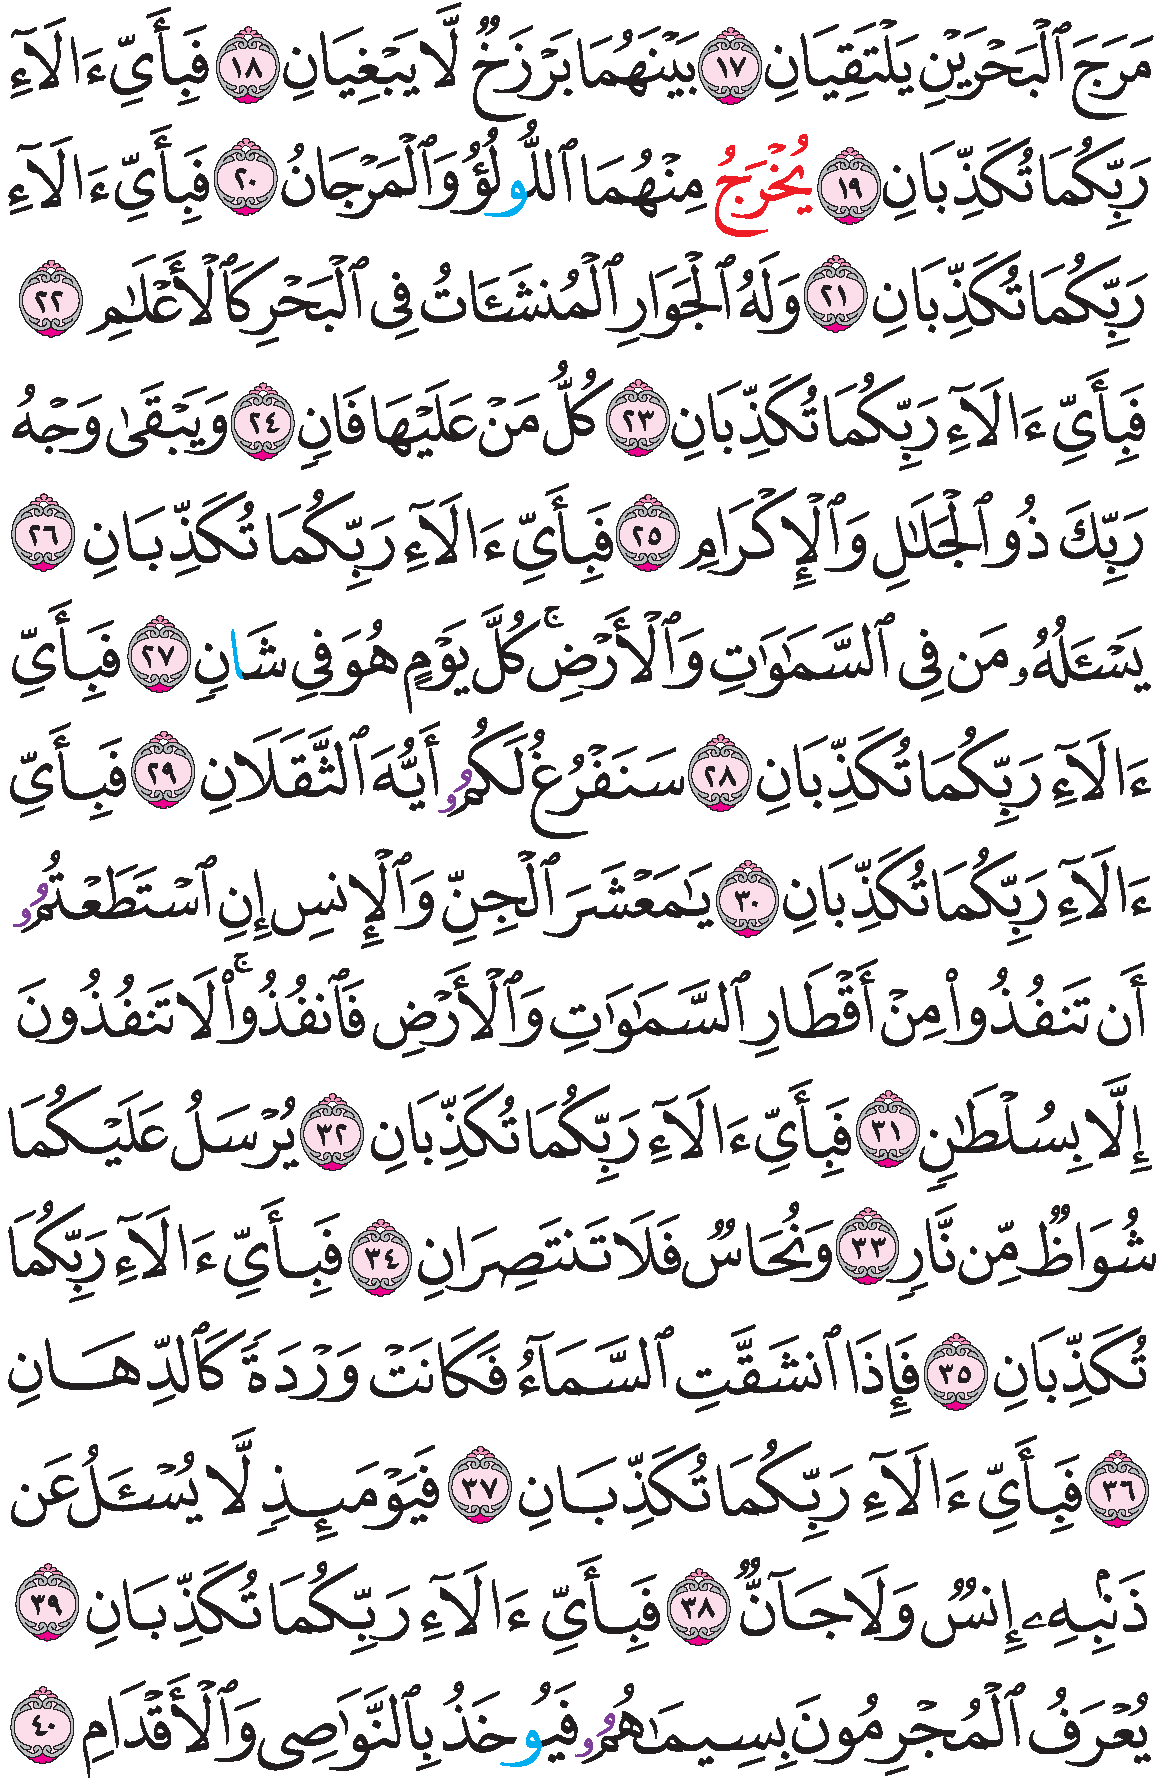 مَرَجَ ٱلْبَحْرَيْنِ يَلْتَقِيَانِ ١٧ بَيْنَهُمَا بَرْزَخٌ لَّا يَبْغِيَانِ ١٨ فَبِأَيِّ ءَالَآءِ
رَبِّكُمَا تُكَذِّبَانِ ١٩ يُخْرَجُ مِنْهُمَا ٱللُّولُؤُ وَٱلْمَرْجَانُ ٢٠ فَبِأَيِّ ءَالَآءِ
رَبِّكُمَا تُكَذِّبَانِ ٢١ وَلَهُ ٱلْجَوَارِ ٱلْمُنشَـَٔاتُ فِى ٱلْبَحْرِ كَٱلْأَعْلَٰمِ ٢٢
فَبِأَيِّ ءَالَآءِ رَبِّكُمَا تُكَذِّبَانِ ٢٣ كُلُّ مَنْ عَلَيْهَا فَانٍ ٢٤ وَيَبْقَىٰ وَجْهُ
رَبِّكَ ذُو ٱلْجَلَٰلِ وَٱلْإِكْرَامِ ٢٥ فَبِأَيِّ ءَالَآءِ رَبِّكُمَا تُكَذِّبَانِ ٢٦
يَسْـَٔلُهُۥ مَن فِى ٱلسَّمَٰوَٰتِ وَٱلْأَرْضِ ۚ كُلَّ يَوْمٍ هُوَ فِي شَانٍ ٢٧ فَبِأَيِّ
ءَالَآءِ رَبِّكُمَا تُكَذِّبَانِ ٢٨ سَنَفْرُغُ لَكُمُۥ أَيُّهَ ٱلثَّقَلَانِ ٢٩ فَبِأَيِّ
ءَالَآءِ رَبِّكُمَا تُكَذِّبَانِ ٣٠ يَٰمَعْشَرَ ٱلْجِنِّ وَٱلْإِنسِ إِنِ ٱسْتَطَعْتُمُۥ
أَن تَنفُذُوا۟ مِنْ أَقْطَارِ ٱلسَّمَٰوَٰتِ وَٱلْأَرْضِ فَٱنفُذُوا۟ ۚ لَا تَنفُذُونَ
إِلَّا بِسُلْطَٰنٍ ٣١ فَبِأَيِّ ءَالَآءِ رَبِّكُمَا تُكَذِّبَانِ ٣٢ يُرْسَلُ عَلَيْكُمَا
شُوَاظٌ مِّن نَّارٍ ٣٣ وَنُحَاسٌ فَلَا تَنتَصِرَانِ ٣٤ فَبِأَيِّ ءَالَآءِ رَبِّكُمَا
تُكَذِّبَانِ ٣٥ فَإِذَا ٱنشَقَّتِ ٱلسَّمَآءُ فَكَانَتْ وَرْدَةً كَٱلدِّهَانِ
٣٦ فَبِأَيِّ ءَالَآءِ رَبِّكُمَا تُكَذِّبَانِ ٣٧ فَيَوْمَئِذٍ لَّا يُسْـَٔلُ عَن
ذَنۢبِهِۦ إِنسٌ وَلَا جَآنٌّ ٣٨ فَبِأَيِّ ءَالَآءِ رَبِّكُمَا تُكَذِّبَانِ ٣٩
يُعْرَفُ ٱلْمُجْرِمُونَ بِسِيمَٰهُمُۥ فَيُوخَذُ بِٱلنَّوَٰصِى وَٱلْأَقْدَامِ ٤٠